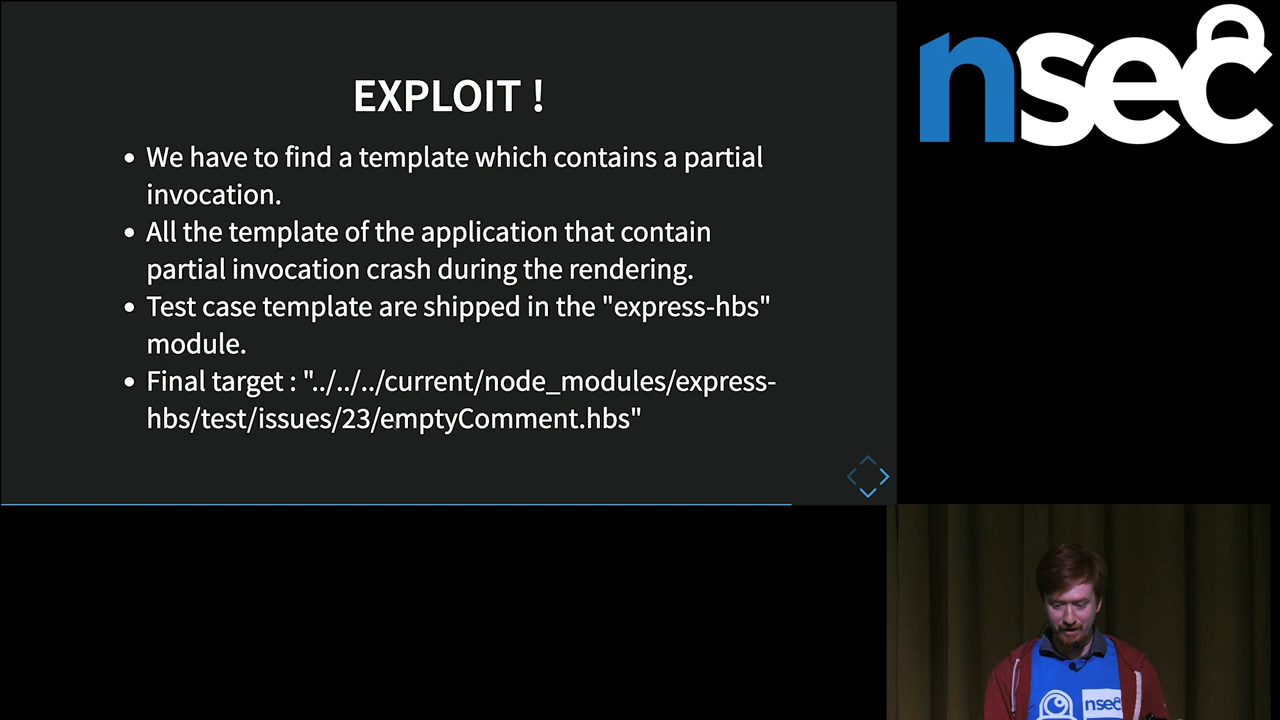 EXPLOIT !
We have to find a template which contains a partial
invocation.
All the template of the application that contain
partial invocation crash during the rendering.
Test case template are shipped in the "express-hbs"
module.
Final target : "../../../current/node_modules/express-
hbs/test/issues/23/emptyComment.hbs"
nsec
nsec